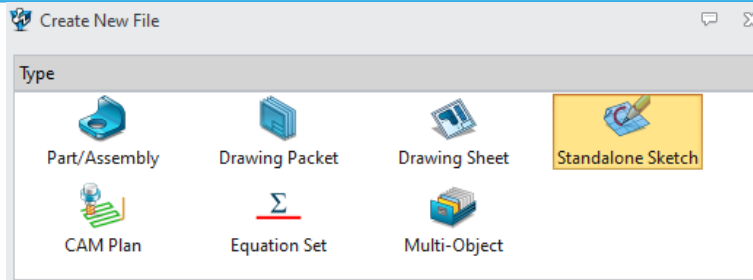 Create New File
Type
Part/Assembly Drawing Packet Drawing Sheet Standalone Sketch
CAM Plan Equation Set Multi-Object